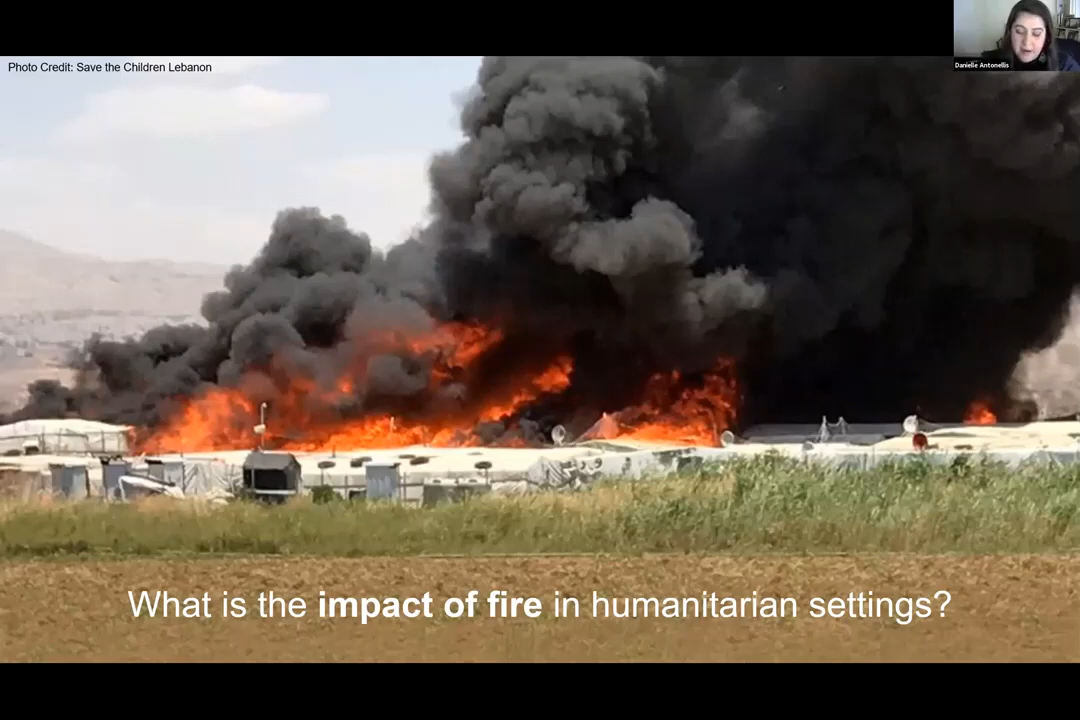 Photo Credit: Save the Children Lebanon
Danielle Antonellis
What is the impact of fire in humanitarian settings?